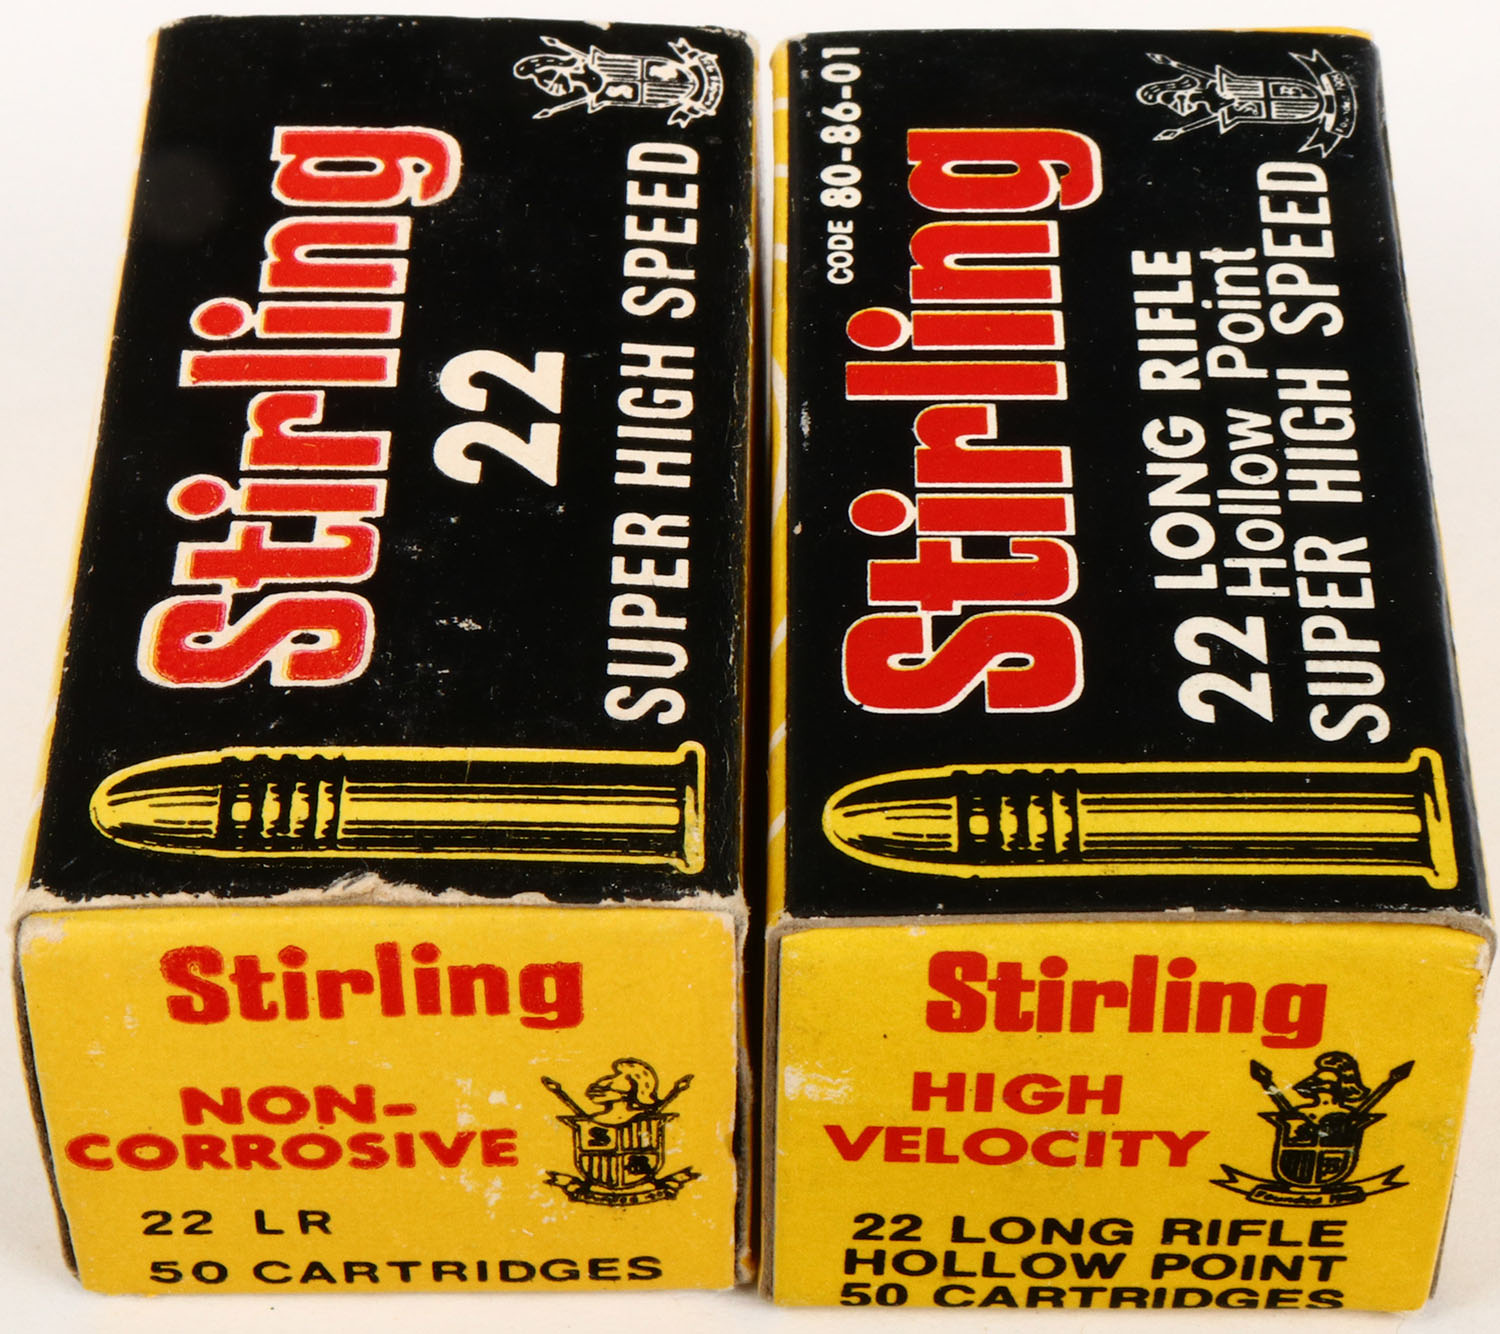 Stirling
22
SUPER HIGH SPEED
Stirling
NON-
CORROSIVE
22 LR
50 CARTRIDGES
CODE 80-86-01
Stirling
22 LONG RIFLE
Hollow Point
SUPER HIGH SPEED
Stirling
HIGH
VELOCITY
22 LONG RIFLE
HOLLOW POINT
50 CARTRIDGES